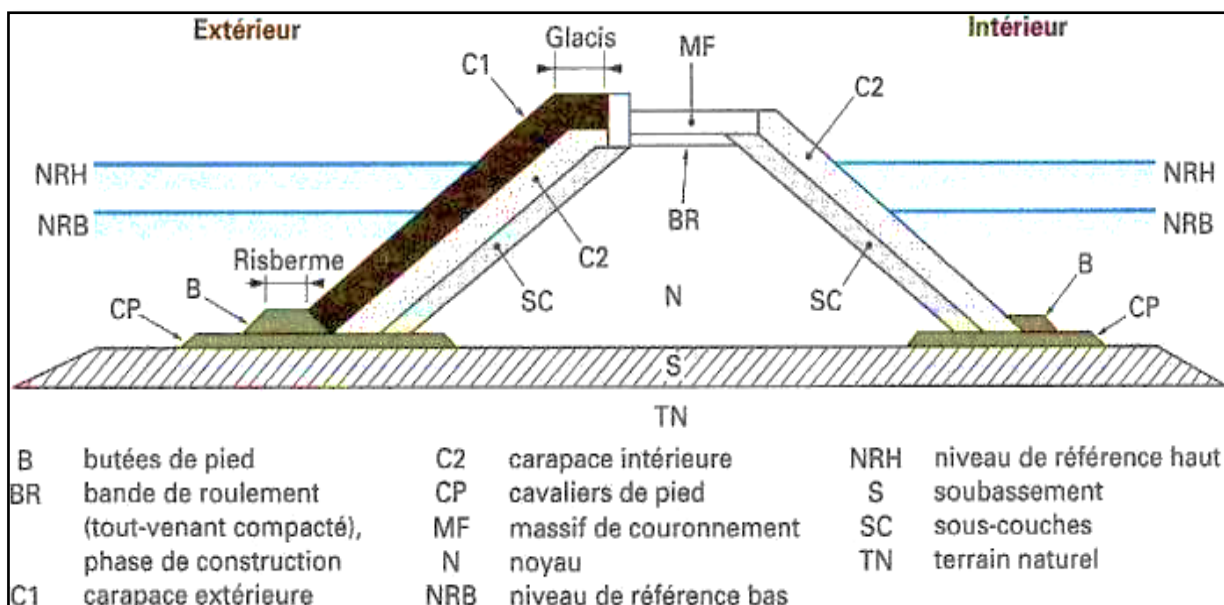 Extérieur
Intérieur
Glacis
MF
C1
C2
NRH
NRH
NRB
NRB
BR
C2
Risberme
B
SC
N
SC
B
CP
CP
S
TN
B butées de pied
BR bande de roulement
(tout-venant compacté),
phase de construction
C1 carapace extérieure
C2 carapace intérieure
CP cavaliers de pied
MF massif de couronnement
N noyau
NRB niveau de référence bas
NRH niveau de référence haut
S soubassement
SC sous-couches
TN terrain naturel